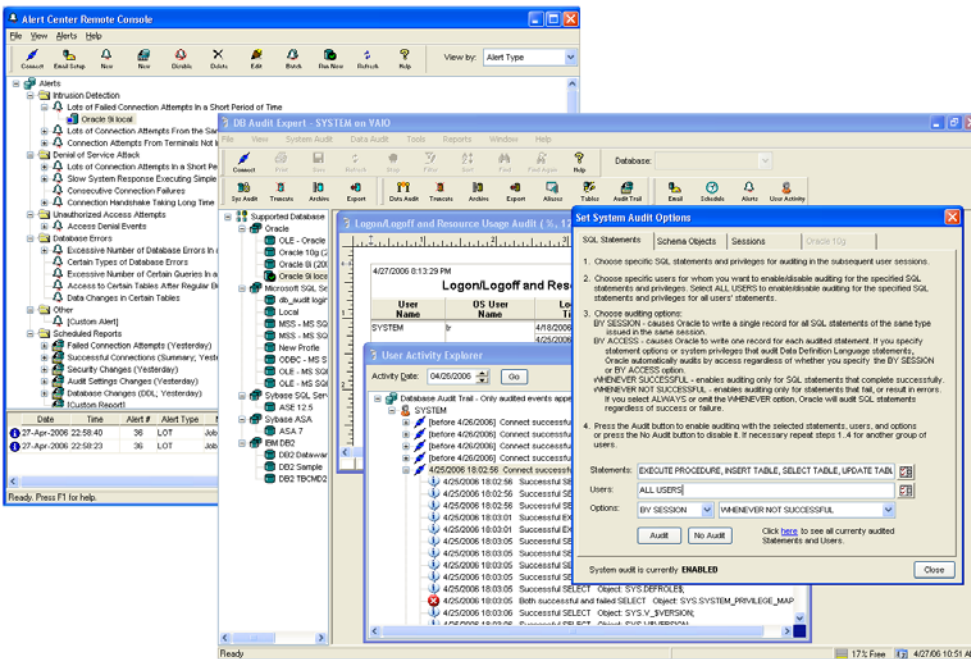 Alert Center Remote Console
File View Alerts Help
Connect Email Setup New New Disable Delete Edit Batch Run Now Refresh Help View by: Alert Type
Alerts
Intrusion Detection
Lots of Failed Connection Attempts In a Short Period of Time
Oracle 9i local
Lots of Connection Attempts From the Sa
Connection Attempts From Terminals Not I
Denial of Service Attack
Lots of Connection Attempts In a Short Pe
Slow System Response Executing Simple
Consecutive Connection Failures
Connection Handshake Taking Long Time
Unauthorized Access Attempts
Access Denial Events
Database Errors
Excessive Number of Database Errors In a
Certain Types of Database Errors
Excessive Number of Certain Queries In a
Access to Certain Tables After Regular Bu
Data Changes in Certain Tables
Other
[Custom Alert]
Scheduled Reports
Failed Connection Attempts (Yesterday)
Successful Connections (Summary, Yeste
Security Changes (Yesterday)
Audit Settings Changes (Yesterday)
Database Changes (DDL, Yesterday)
[Custom Report]
Date Time Alert # Alert Type
27-Apr-2006 22:58:40 36 LOT Job
27-Apr-2006 22:58:23 36 LOT Job
Ready. Press F1 for help.
DB Audit Expert - SYSTEM on VAIO
File View System Audit Data Audit Tools Reports Window Help
Connect Print Save Refresh Stop Filter Sort Find Find Again Help Database:
Sys Audit Truncate Archive Export Data Audit Truncate Archive Export Aliases Tables Audit Trail Email Schedule Alerts User Activity
Supported Database
Oracle
OLE - Oracle
Oracle 10g (2
Oracle 8i (200
Oracle 9i loca
Microsoft SQL Se
db_audit login
Local
MSS - MS SQ
MSS - MS SQ
New Profile
ODBC - MS S
OLE - MS SQL
OLE - MS SQL
Sybase SQL Serv
ASE 12.5
Sybase ASA
ASA 7
IBM DB2
DB2 Datawar
DB2 Sample
DB2 TBCMD2
Logon/Logoff and Resource Usage Audit ( %, 12
4/27/2006 8:13:29 PM
Logon/Logoff and Res
User Name OS User Name Lo Ti
SYSTEM tr 4/18/2006
4/25/2006
User Activity Explorer
Activity Date: 04/26/2006 Go
Database Audit Trail - Only audited events appe
SYSTEM
[before 4/26/2006] Connect successfu
[before 4/26/2006] Connect successfu
[before 4/26/2006] Connect successfu
[before 4/26/2006] Connect successfu
4/25/2006 18:02:56 Connect successfu
4/25/2006 18:02:56 Successful SE
4/25/2006 18:02:56 Successful SE
4/25/2006 18:02:56 Successful SE
4/25/2006 18:03:01 Successful EX
4/25/2006 18:03:01 Successful EX
4/25/2006 18:03:05 Successful SE
4/25/2006 18:03:05 Successful SE
4/25/2006 18:03:05 Successful SE
4/25/2006 18:03:05 Successful SE
4/25/2006 18:03:05 Successful SELECT Object: SYS.DEFROLE$;
4/25/2006 18:03:05 Both successful and failed SELECT Object: SYS.SYSTEM_PRIVILEGE_MAP
4/25/2006 18:03:06 Successful SELECT Object: SYS.V_$VERSION;
Ready
17% Free 4/27/06 10:51 A
Set System Audit Options
SQL Statements Schema Objects Sessions Oracle 10g
1. Choose specific SQL statements and privileges for auditing in the subsequent user sessions.
2. Choose specific users for whom you want to enable/disable auditing for the specified SQL
statements and privileges. Select ALL USERS to enable/disable auditing for the specified SQL
statements and privileges for all users' statements.
3. Choose auditing options:
BY SESSION - causes Oracle to write a single record for all SQL statements of the same type
issued in the same session.
BY ACCESS - causes Oracle to write one record for each audited statement. If you specify
statement options or system privileges that audit Data Definition Language statements,
Oracle automatically audits by access regardless of whether you specify the BY SESSION
or BY ACCESS option.
WHENEVER SUCCESSFUL - enables auditing only for SQL statements that complete successfully.
WHENEVER NOT SUCCESSFUL - enables auditing only for statements that fail, or result in errors.
If you select ALWAYS or omit the WHENEVER option, Oracle will audit SQL statements
regardless of success or failure.
4. Press the Audit button to enable auditing with the selected statements, users, and options
or press the No Audit button to disable it. If necessary repeat steps 1..4 for another group of
users.
Statements: EXECUTE PROCEDURE, INSERT TABLE, SELECT TABLE, UPDATE TABL
Users: ALL USERS
Options: BY SESSION WHENEVER NOT SUCCESSFUL
Audit No Audit Click here to see all currently audited
Statements and Users.
System audit is currently ENABLED Close